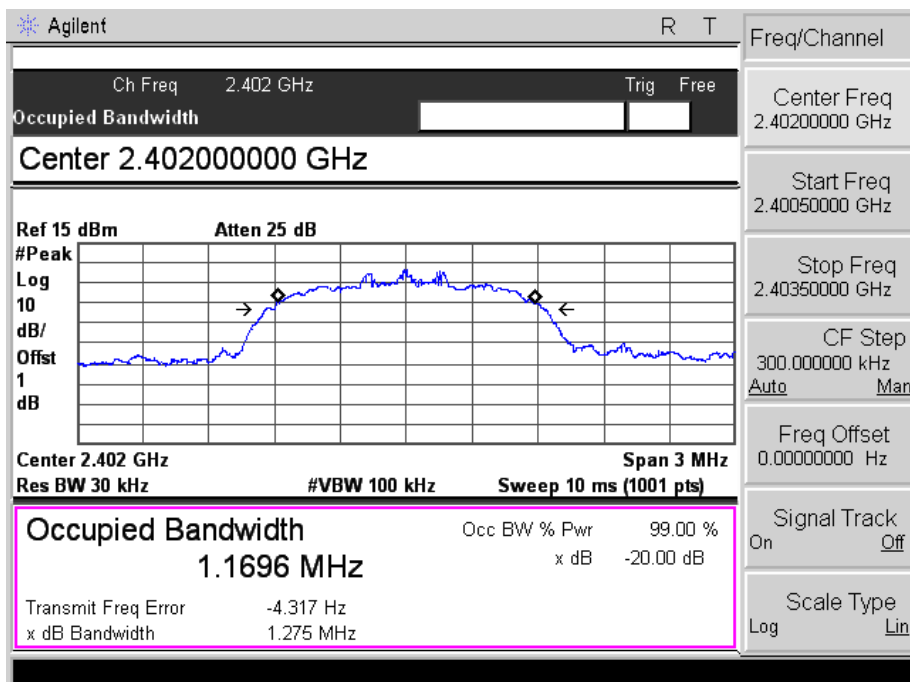 Agilent R T
Ch Freq 2.402 GHz Trig Free
Occupied Bandwidth
Center 2.402000000 GHz
Ref 15 dBm Atten 25 dB
#Peak
Log
10
dB/
Offst
1
dB
Center 2.402 GHz Span 3 MHz
Res BW 30 kHz #VBW 100 kHz Sweep 10 ms (1001 pts)
Occupied Bandwidth
1.1696 MHz
Occ BW % Pwr 99.00 %
x dB -20.00 dB
Transmit Freq Error -4.317 Hz
x dB Bandwidth 1.275 MHz
Freq/Channel
Center Freq
2.40200000 GHz
Start Freq
2.40050000 GHz
Stop Freq
2.40350000 GHz
CF Step
300.000000 kHz
Auto Man
Freq Offset
0.00000000 Hz
Signal Track
On Off
Scale Type
Log Lin